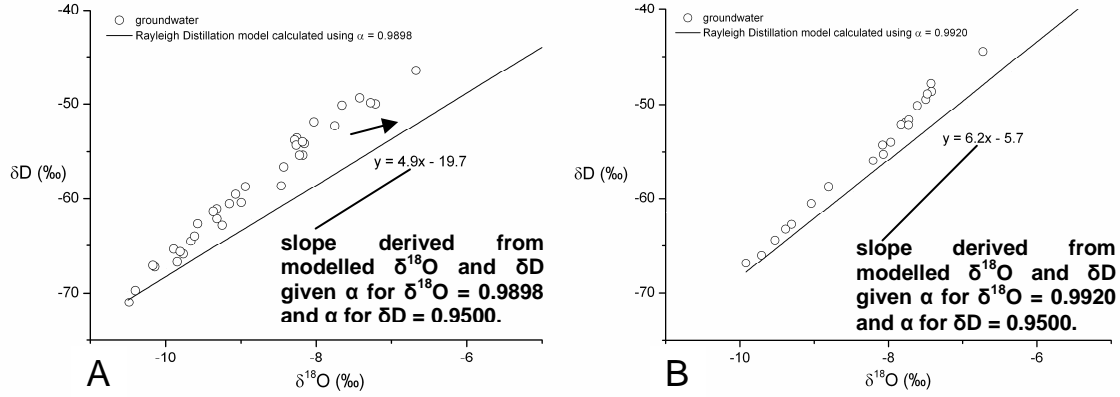 -40
-50
-60
-70
δD (‰)
groundwater
Rayleigh Distillation model calculated using α = 0.9898
y = 4.9x - 19.7
slope derived from
modelled δ¹⁸O and δD
given α for δ¹⁸O = 0.9898
and α for δD = 0.9500.
-10
-8
-6
A
δ¹⁸O (‰)
-40
-50
-60
-70
δD (‰)
groundwater
Rayleigh Distillation model calculated using α = 0.9920
y = 6.2x - 5.7
slope derived from
modelled δ¹⁸O and δD
given α for δ¹⁸O = 0.9920
and α for δD = 0.9500.
-10
-8
-6
B
δ¹⁸O (‰)